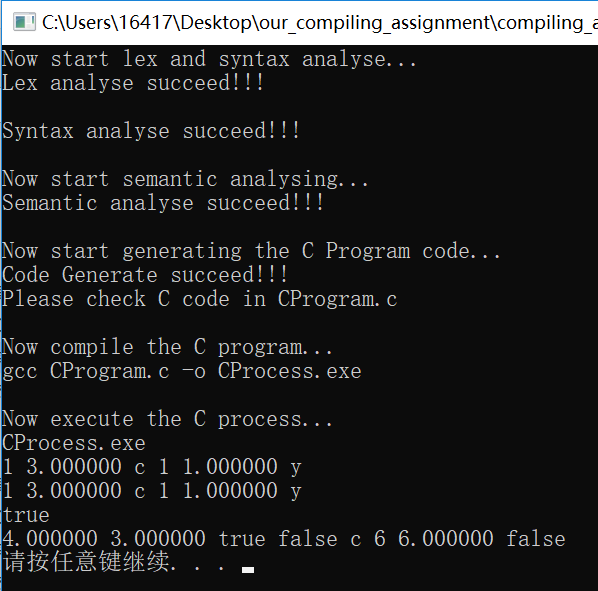 C:\Users\16417\Desktop\our_compiling_assignment\compiling_a
Now start lex and syntax analyse...
Lex analyse succeed!!!
Syntax analyse succeed!!!
Now start semantic analysing...
Semantic analyse succeed!!!
Now start generating the C Program code...
Code Generate succeed!!!
Please check C code in CProgram.c
Now compile the C program...
gcc CProgram.c -o CProcess.exe
Now execute the C process...
CProcess.exe
1 3.000000 c 1 1.000000 y
1 3.000000 c 1 1.000000 y
true
4.000000 3.000000 true false c 6 6.000000 false
请按任意键继续. . .